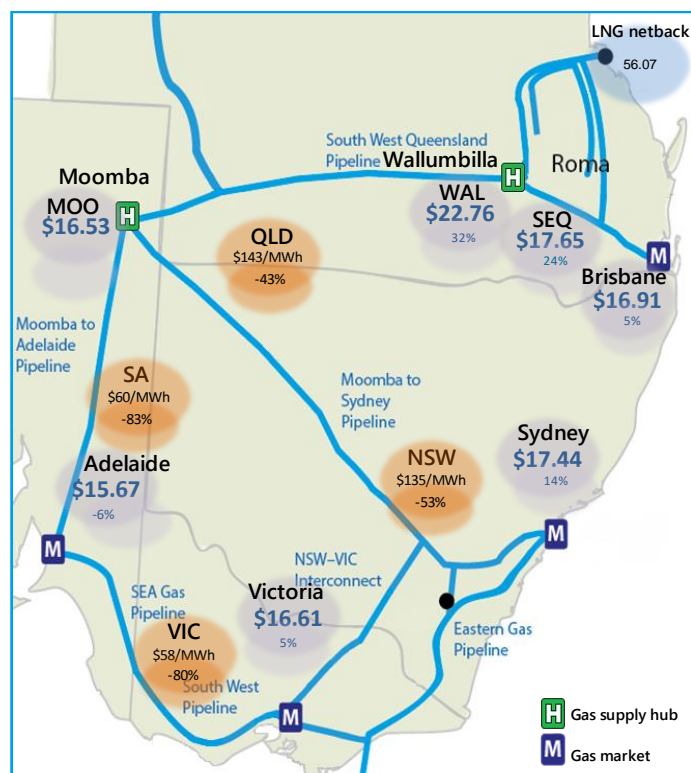 LNG netback
56.07
South West Queensland
Pipeline
Wallumbilla
Roma
Moomba
MOO
$16.53
H
H
WAL
$22.76
32%
SEQ
$17.65
24%
QLD
$143/MWh
-43%
M
Brisbane
$16.91
5%
Moomba to
Adelaide
Pipeline
SA
$60/MWh
-83%
Moomba to
Sydney
Pipeline
Sydney
$17.44
14%
Adelaide
$15.67
-6%
NSW
$135/MWh
-53%
M
M
NSW–VIC
Interconnect
SEA Gas
Pipeline
Victoria
$16.61
5%
Eastern Gas
Pipeline
VIC
$58/MWh
-80%
South West
Pipeline
M
H Gas supply hub
M Gas market